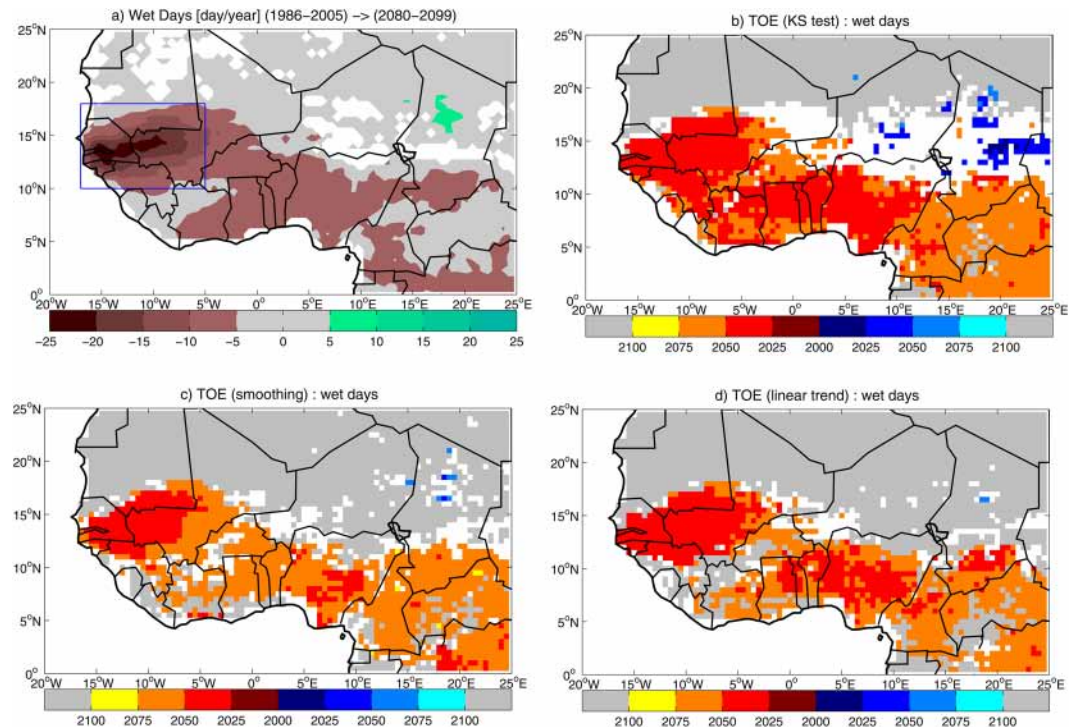 a) Wet Days [day/year] (1986−2005) −> (2080−2099)
25°N
20°N
15°N
10°N
5°N
0°
20°W 15°W 10°W 5°W 0° 5°E 10°E 15°E 20°E 25°E
−25 −20 −15 −10 −5 0 5 10 15 20 25
b) TOE (KS test) : wet days
25°N
20°N
15°N
10°N
5°N
0°
20°W 15°W 10°W 5°W 0° 5°E 10°E 15°E 20°E 25°E
2100 2075 2050 2025 2000 2025 2050 2075 2100
c) TOE (smoothing) : wet days
25°N
20°N
15°N
10°N
5°N
0°
20°W 15°W 10°W 5°W 0° 5°E 10°E 15°E 20°E 25°E
2100 2075 2050 2025 2000 2025 2050 2075 2100
d) TOE (linear trend) : wet days
25°N
20°N
15°N
10°N
5°N
0°
20°W 15°W 10°W 5°W 0° 5°E 10°E 15°E 20°E 25°E
2100 2075 2050 2025 2000 2025 2050 2075 2100